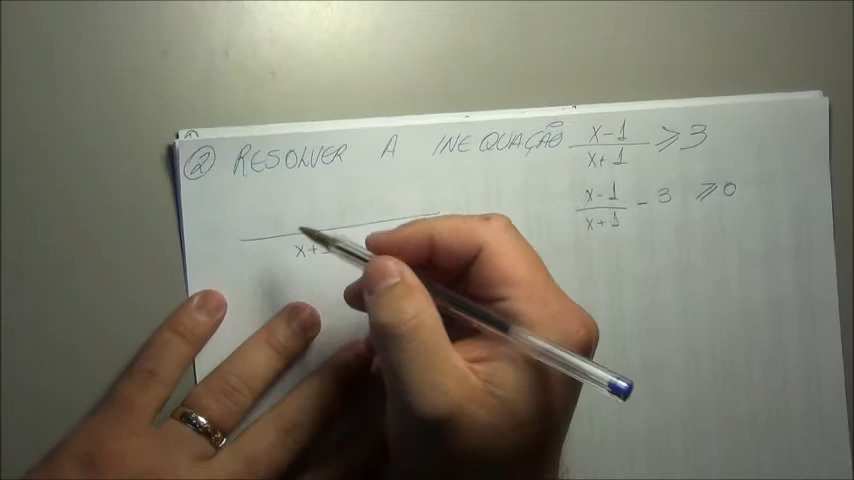 ② RESOLVER A INEQUAÇÃO x-1/x+1 ⩾ 3
x-1/x+1 - 3 ⩾ 0
x+1